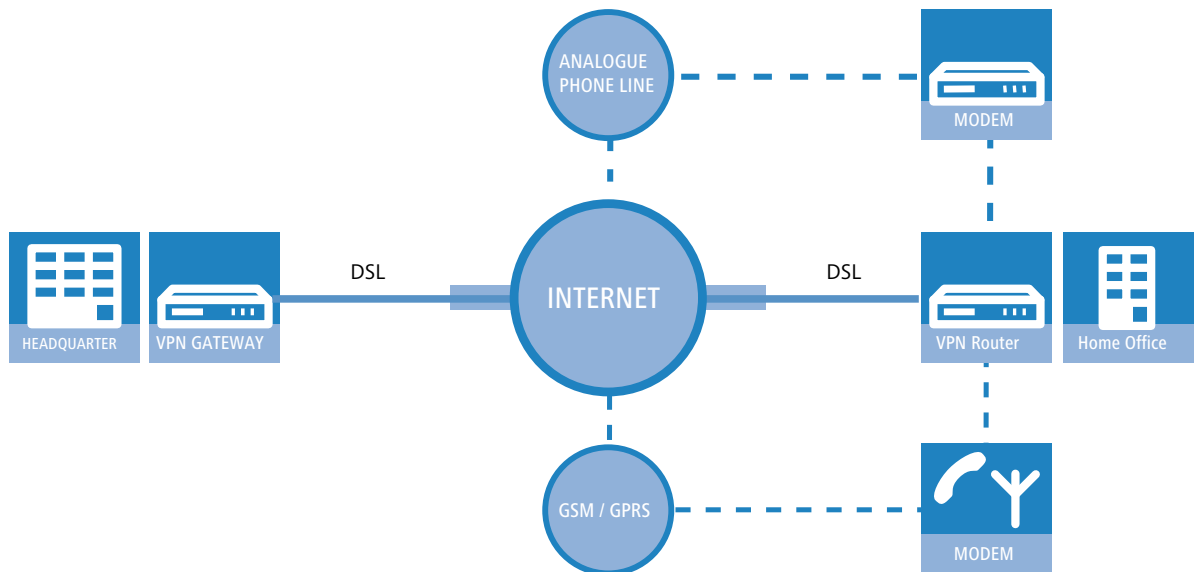 ANALOGUE
PHONE LINE
MODEM
DSL
DSL
INTERNET
HEADQUARTER
VPN GATEWAY
VPN Router
Home Office
GSM / GPRS
MODEM